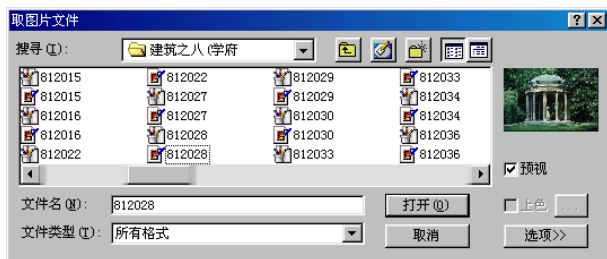 取图片文件
搜寻(I): 建筑之八(学府
812015 812022 812029 812033
812015 812027 812029 812034
812016 812027 812030 812034
812016 812028 812030 812036
812022 812028 812033 812036
预视
文件名(N): 812028 打开(O) 上色 ...
文件类型(T): 所有格式 取消 选项>>